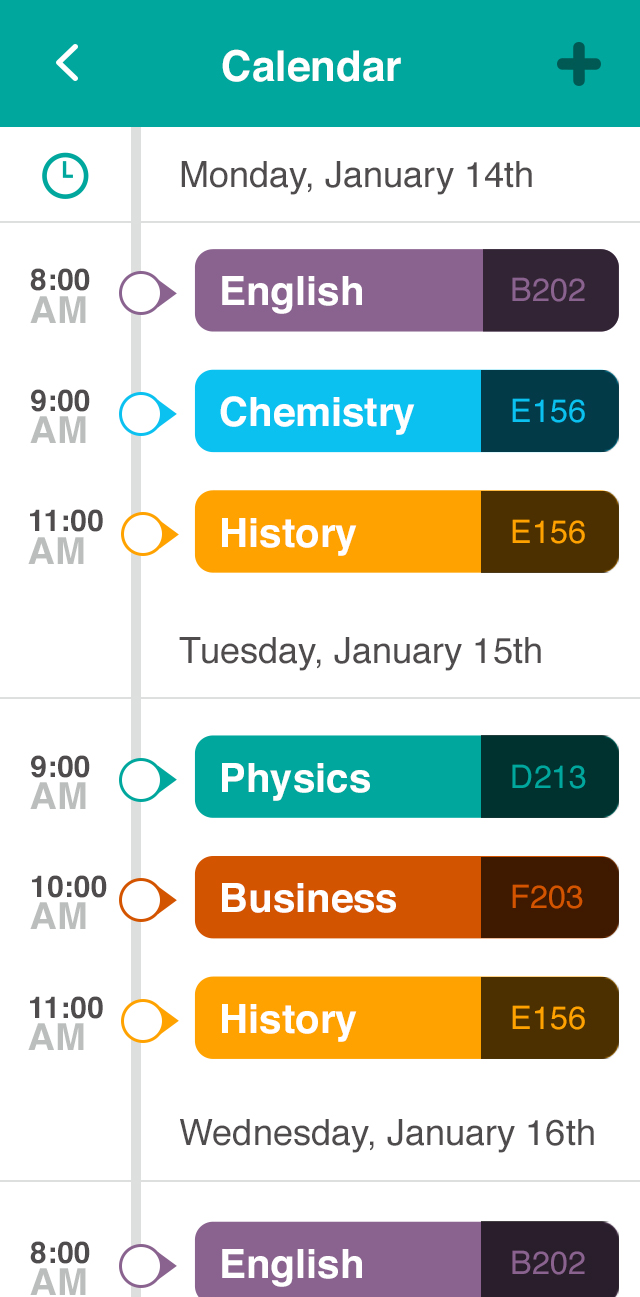 Calendar
Monday, January 14th
8:00 AM English B202
9:00 AM Chemistry E156
11:00 AM History E156
Tuesday, January 15th
9:00 AM Physics D213
10:00 AM Business F203
11:00 AM History E156
Wednesday, January 16th
8:00 AM English B202